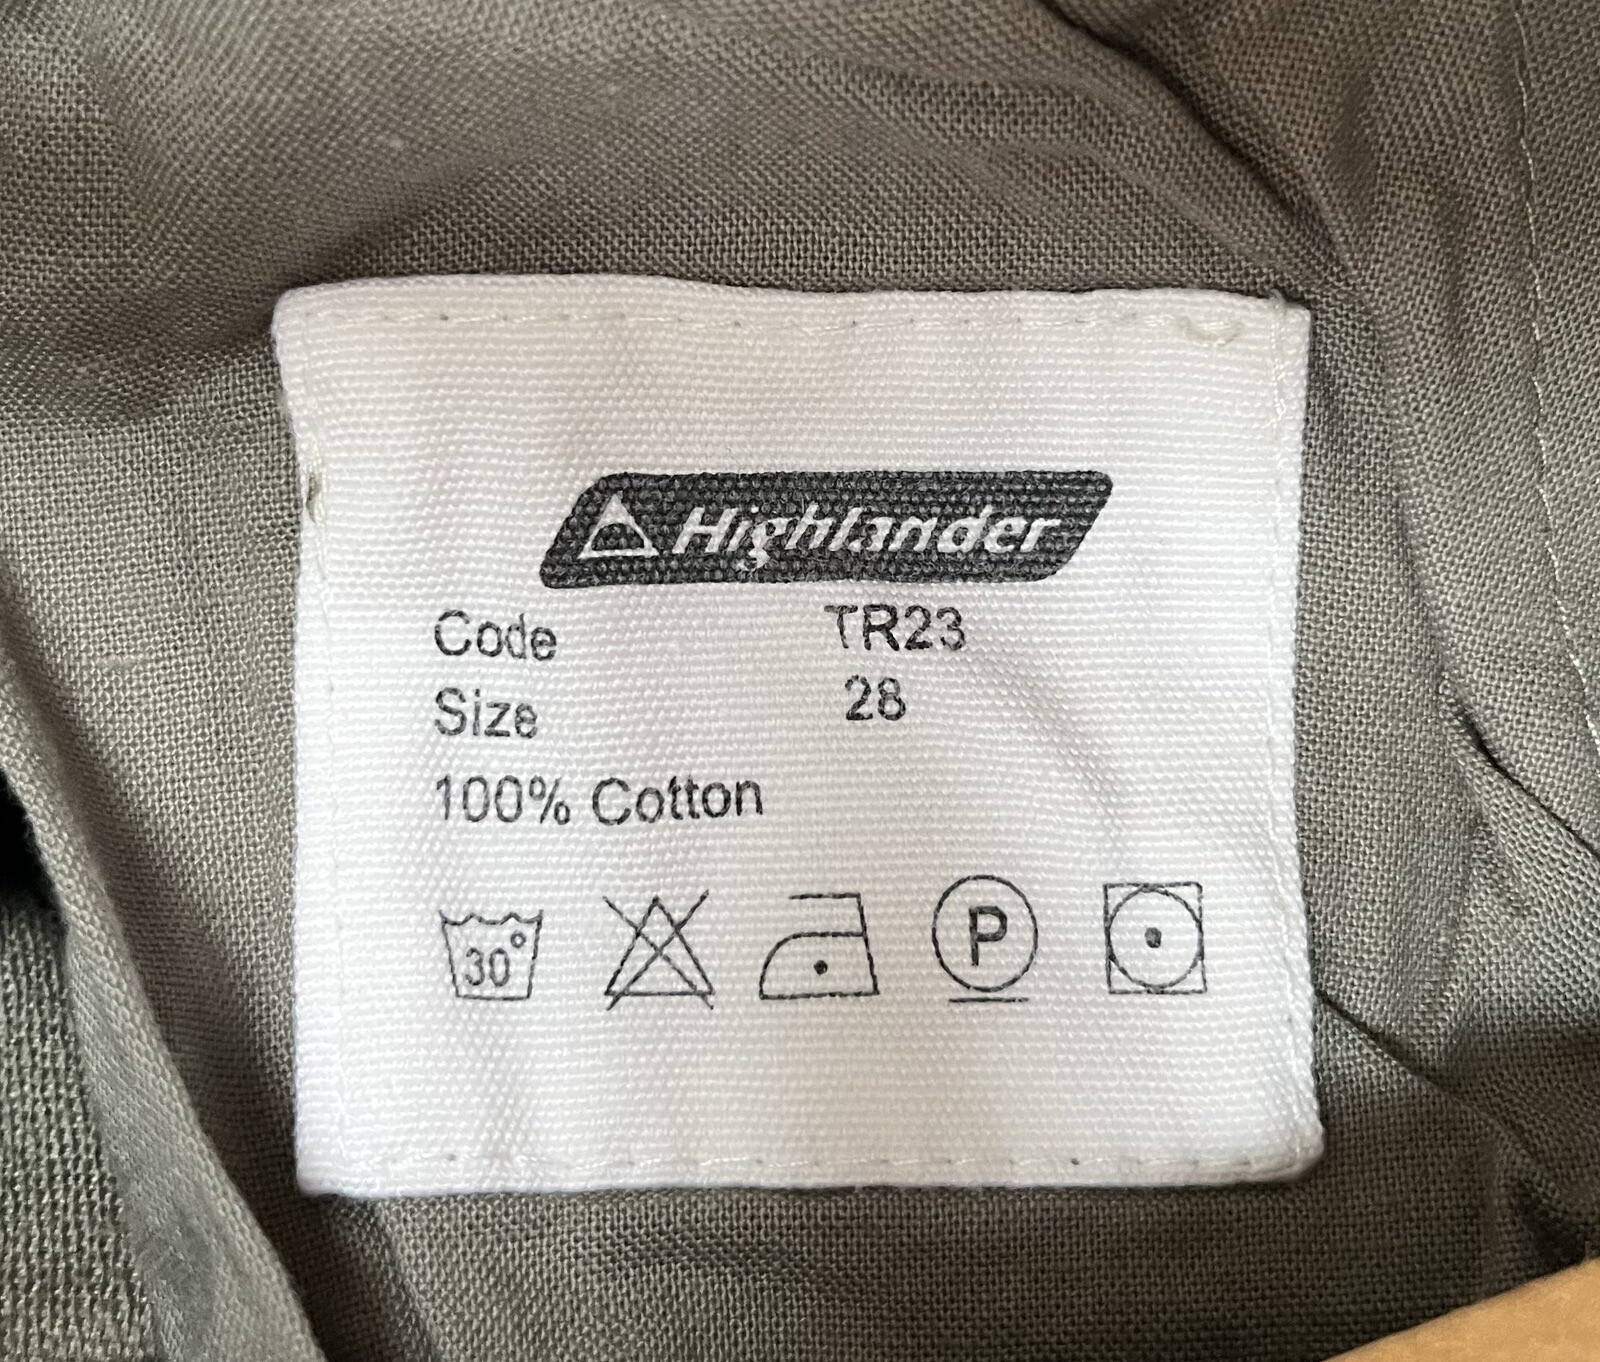 Highlander
Code TR23
Size 28
100% Cotton
30° P